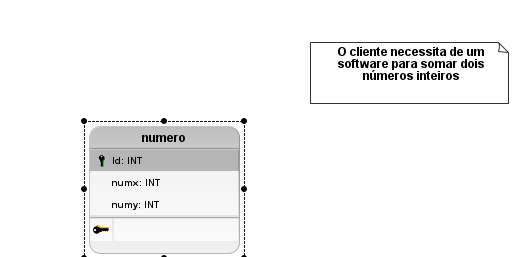 O cliente necessita de um
software para somar dois
números inteiros
numero
Id: INT
numx: INT
numy: INT